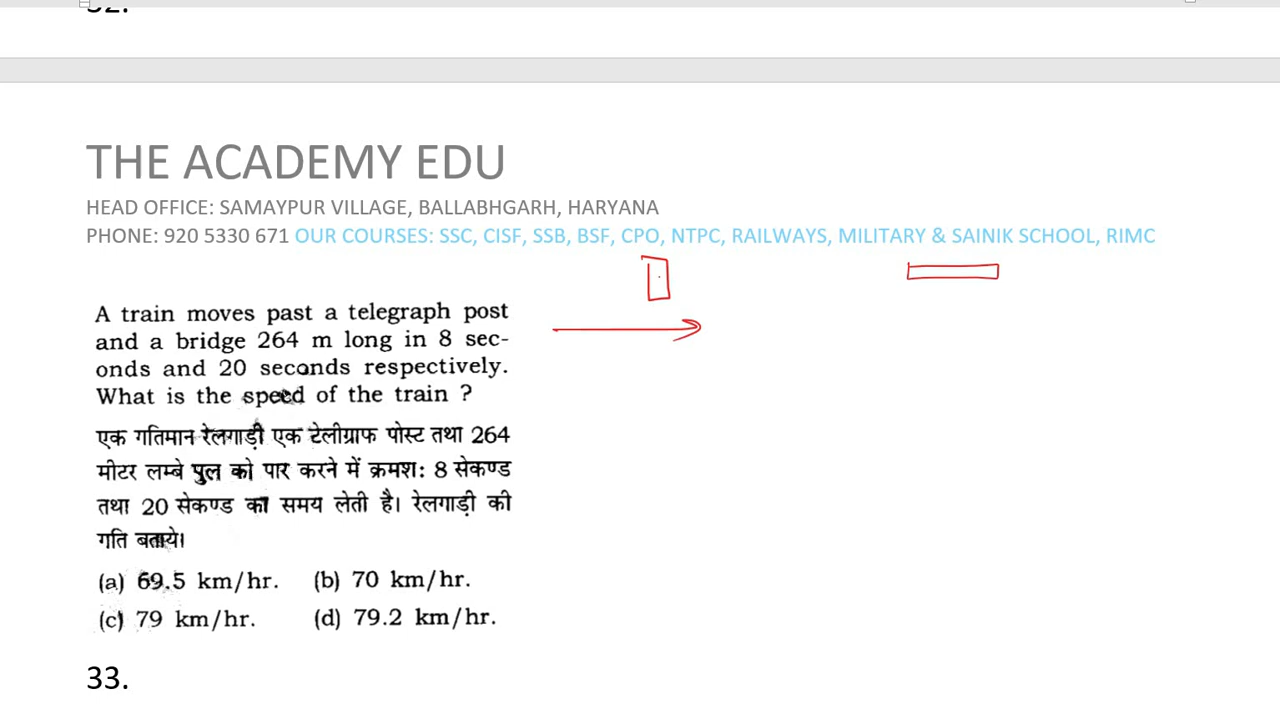 32.
THE ACADEMY EDU
HEAD OFFICE: SAMAYPUR VILLAGE, BALLABHGARH, HARYANA
PHONE: 920 5330 671 OUR COURSES: SSC, CISF, SSB, BSF, CPO, NTPC, RAILWAYS, MILITARY & SAINIK SCHOOL, RIMC
A train moves past a telegraph post
and a bridge 264 m long in 8 sec-
onds and 20 seconds respectively.
What is the speed of the train ?
एक गतिमान रेलगाड़ी एक टेलीग्राफ पोस्ट तथा 264
मीटर लम्बे पुल को पार करने में क्रमश: 8 सेकण्ड
तथा 20 सेकण्ड का समय लेती है। रेलगाड़ी की
गति बताये।
(a) 69.5 km/hr. (b) 70 km/hr.
(c) 79 km/hr. (d) 79.2 km/hr.
33.